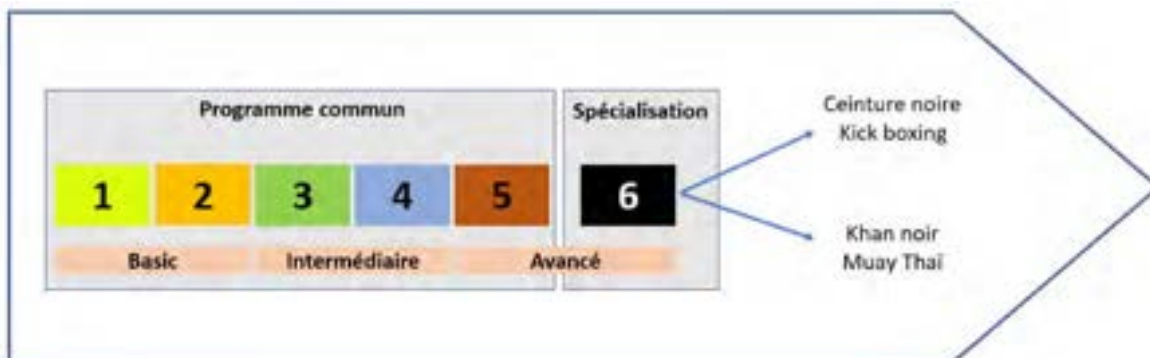 Programme commun
Spécialisation
1 2 3 4 5 6
Basic Intermédiaire Avancé
Ceinture noire
Kick boxing
Khan noir
Muay Thaï